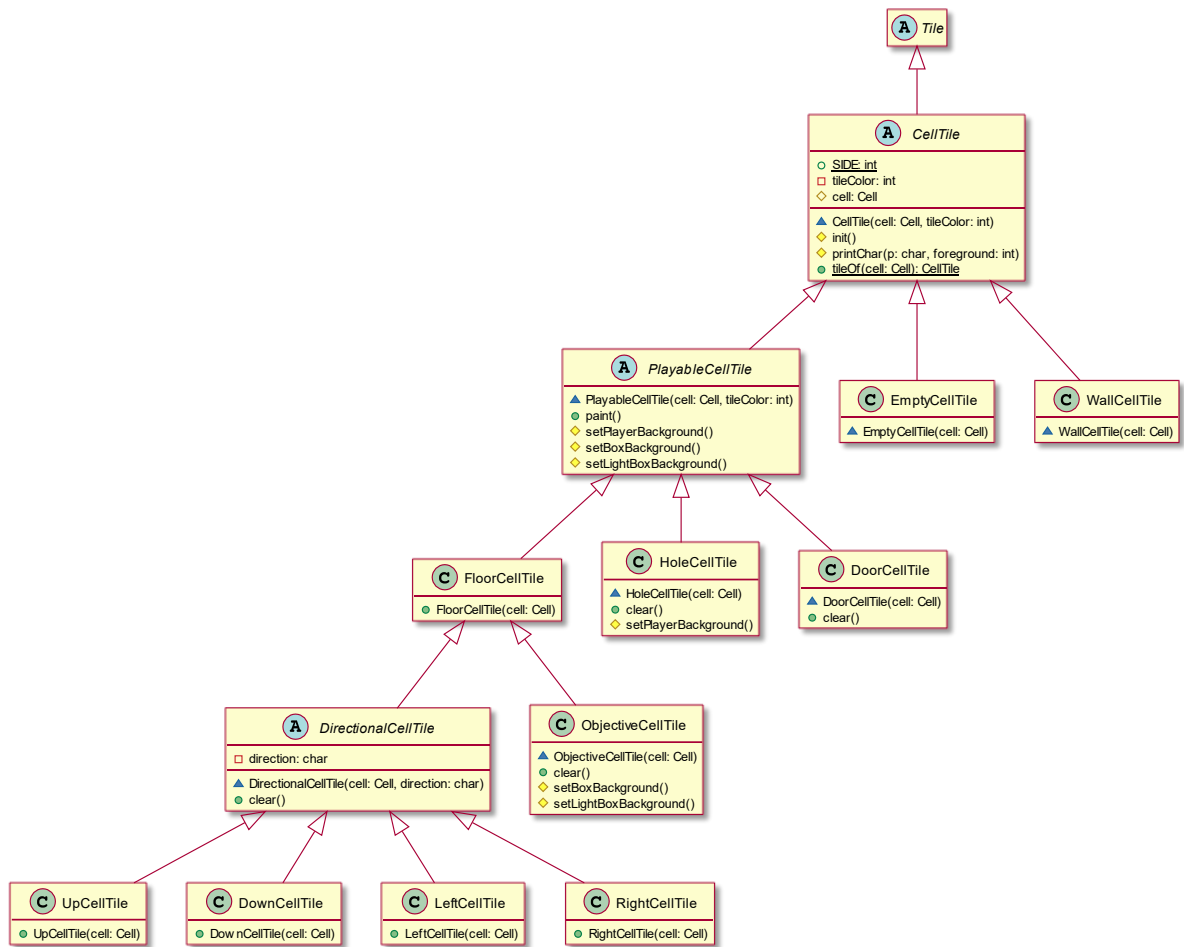 A Tile
A CellTile
SIDE: int
tileColor: int
cell: Cell
CellTile(cell: Cell, tileColor: int)
init()
printChar(p: char, foreground: int)
tileOf(cell: Cell): CellTile
A PlayableCellTile
PlayableCellTile(cell: Cell, tileColor: int)
paint()
setPlayerBackground()
setBoxBackground()
setLightBoxBackground()
C EmptyCellTile
EmptyCellTile(cell: Cell)
C WallCellTile
WallCellTile(cell: Cell)
C FloorCellTile
FloorCellTile(cell: Cell)
C HoleCellTile
HoleCellTile(cell: Cell)
clear()
setPlayerBackground()
C DoorCellTile
DoorCellTile(cell: Cell)
clear()
A DirectionalCellTile
direction: char
DirectionalCellTile(cell: Cell, direction: char)
clear()
C ObjectiveCellTile
ObjectiveCellTile(cell: Cell)
clear()
setBoxBackground()
setLightBoxBackground()
C UpCellTile
UpCellTile(cell: Cell)
C DownCellTile
DownCellTile(cell: Cell)
C LeftCellTile
LeftCellTile(cell: Cell)
C RightCellTile
RightCellTile(cell: Cell)